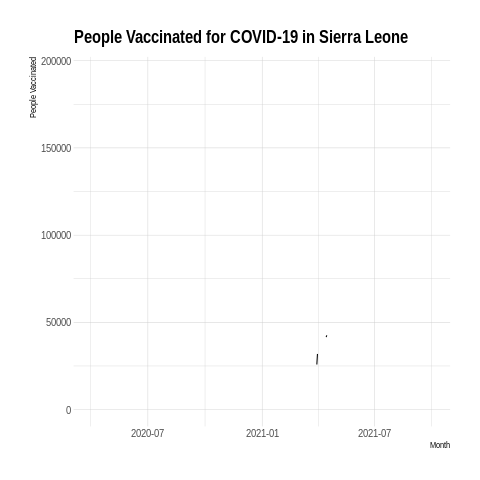 People Vaccinated for COVID-19 in Sierra Leone
People Vaccinated
200000
150000
100000
50000
0
2020-07
2021-01
2021-07
Month